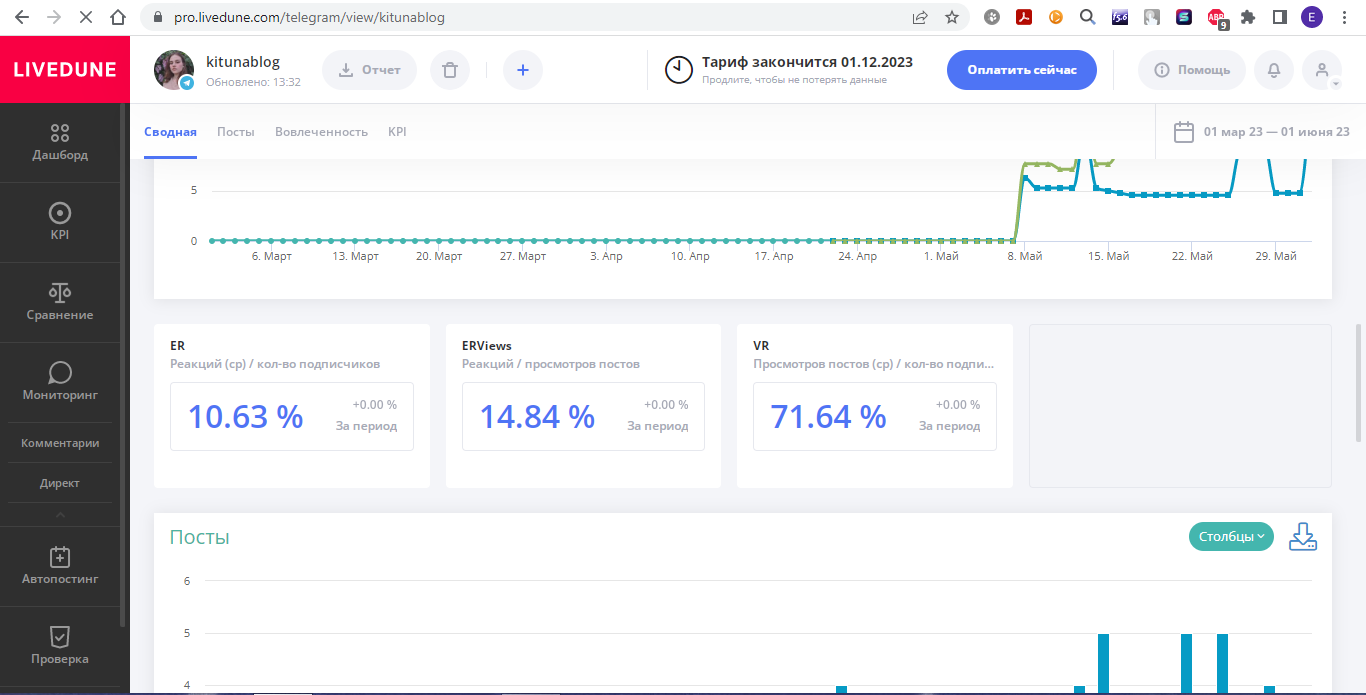 pro.livedune.com/telegram/view/kitunablog
ABP
9
E
LIVEDUNE
kitunablog
Обновлено: 13:32
Отчет
+
Тариф закончится 01.12.2023
Продлите, чтобы не потерять данные
Оплатить сейчас
Помощь
Сводная
Посты
Вовлеченность
KPI
01 мар 23 — 01 июня 23
Дашборд
KPI
Сравнение
Мониторинг
Комментарии
Директ
Автопостинг
Проверка
5
0
6. Март
13. Март
20. Март
27. Март
3. Апр
10. Апр
17. Апр
24. Апр
1. Май
8. Май
15. Май
22. Май
29. Май
ER
Реакций (ср) / кол-во подписчиков
10.63 %
+0.00 %
За период
ERViews
Реакций / просмотров постов
14.84 %
+0.00 %
За период
VR
Просмотров постов (ср) / кол-во подпи...
71.64 %
+0.00 %
За период
Посты
Столбцы
6
5
4